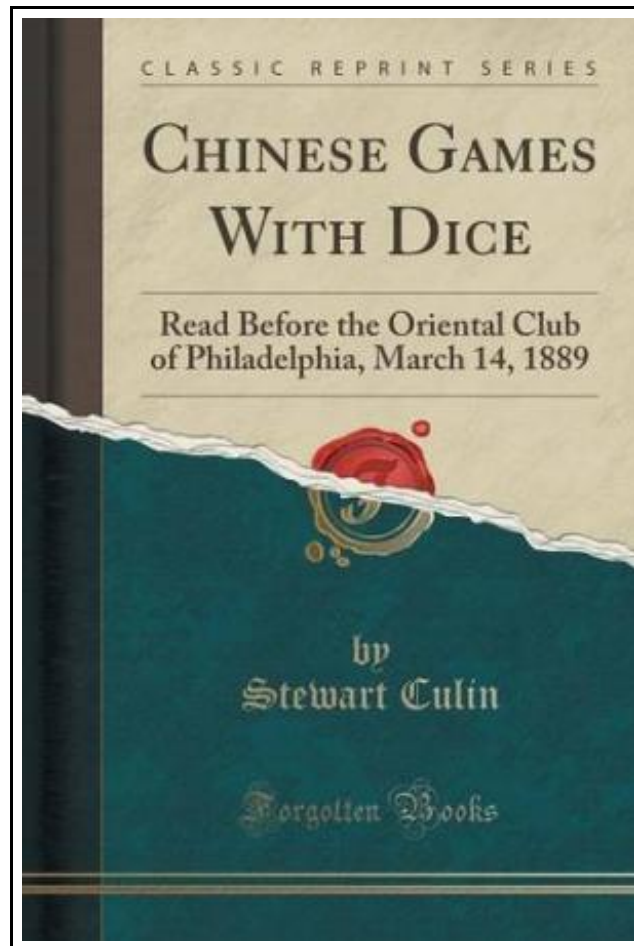 CLASSIC REPRINT SERIES
CHINESE GAMES
WITH DICE
Read Before the Oriental Club
of Philadelphia, March 14, 1889
by
Stewart Culin
Forgotten Books